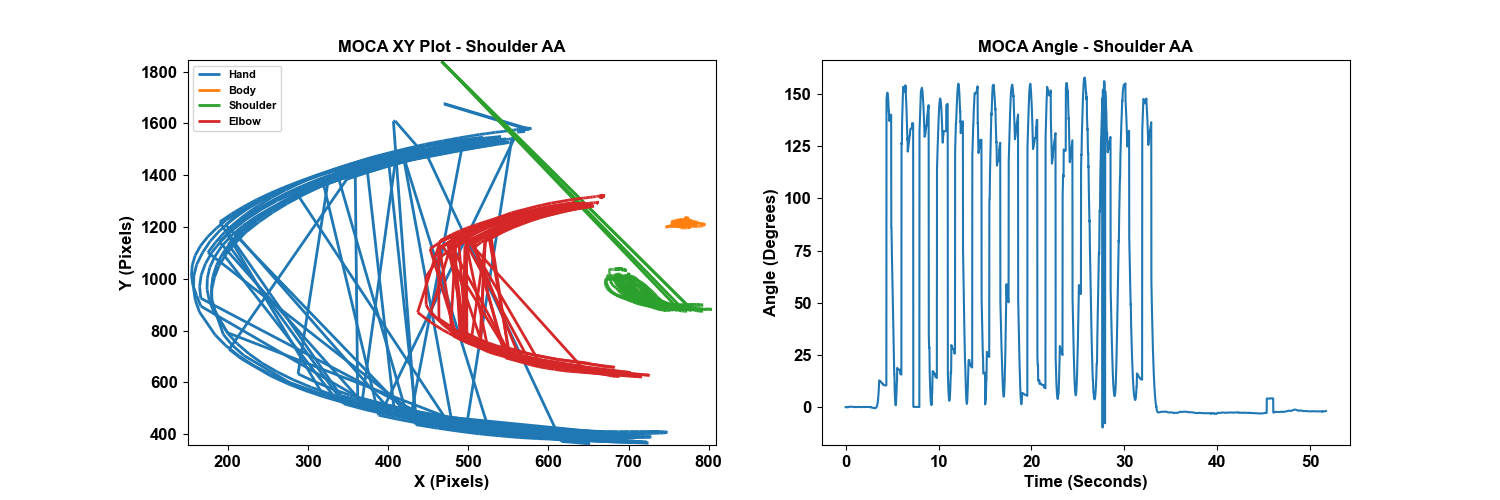 MOCA XY Plot - Shoulder AA
1800
1600
1400
1200
1000
800
600
400
Y (Pixels)
Hand
Body
Shoulder
Elbow
200 300 400 500 600 700 800
X (Pixels)
MOCA Angle - Shoulder AA
150
125
100
75
50
25
0
Angle (Degrees)
0 10 20 30 40 50
Time (Seconds)